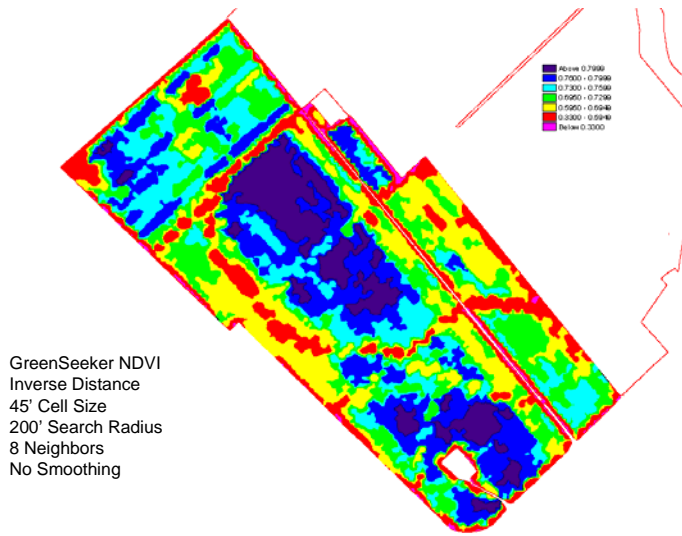 Above 0.7999
0.7600 - 0.7999
0.7300 - 0.7599
0.6950 - 0.7299
0.5950 - 0.6949
0.3300 - 0.5949
Below 0.3300
GreenSeeker NDVI
Inverse Distance
45' Cell Size
200' Search Radius
8 Neighbors
No Smoothing